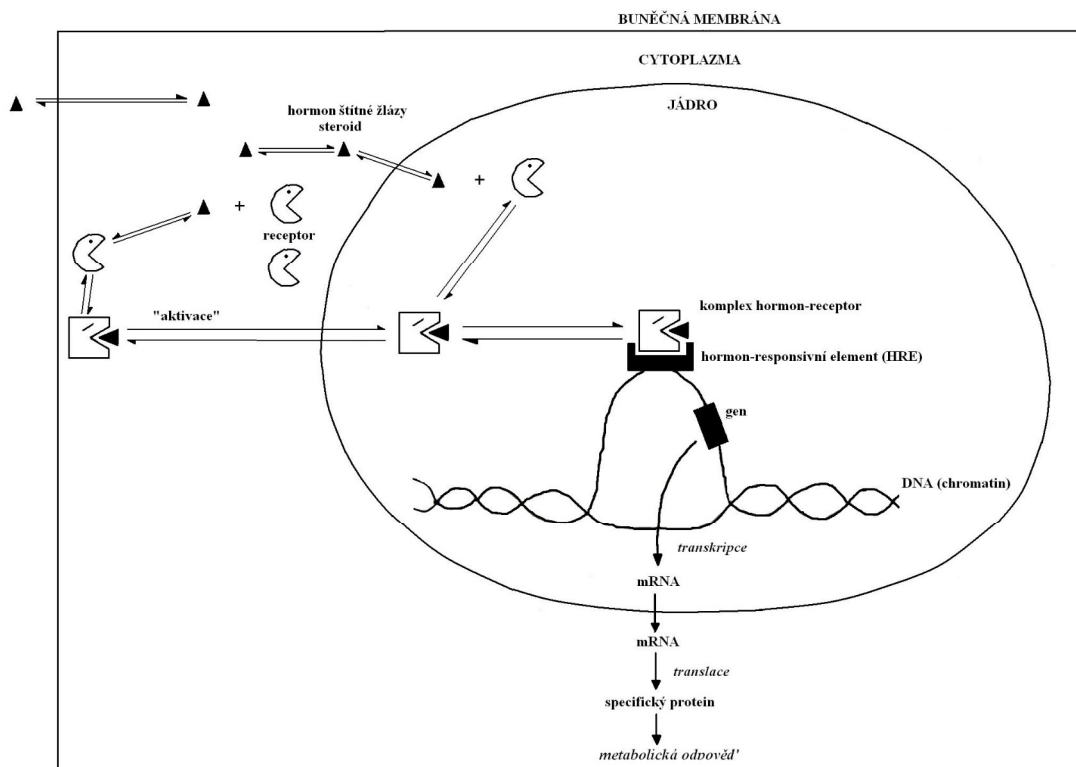 BUNĚČNÁ MEMBRÁNA
CYTOPLAZMA
JÁDRO
hormon štítné žlázy
steroid
+
+
receptor
"aktivace"
komplex hormon-receptor
hormon-responsivní element (HRE)
gen
DNA (chromatin)
transkripce
mRNA
mRNA
translace
specifický protein
metabolická odpověd'